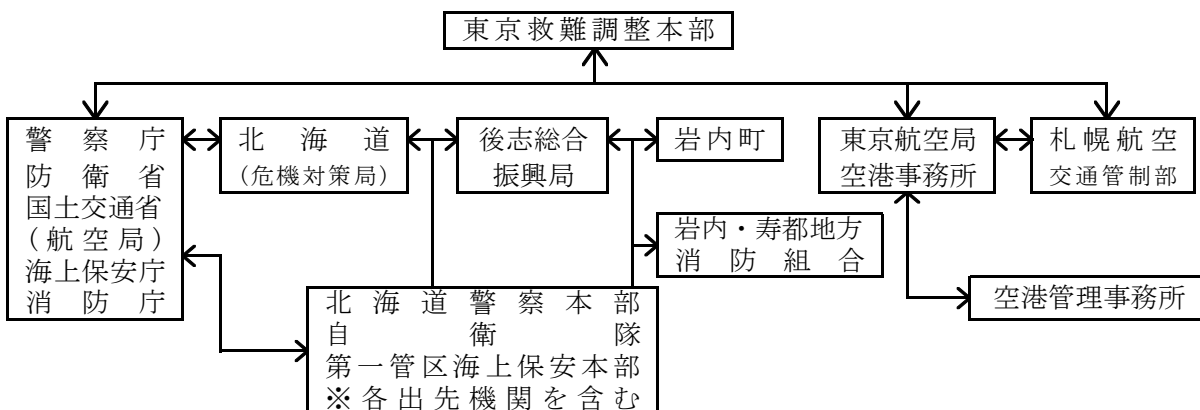 東京救難調整本部
警察庁
防衛省
国土交通省
(航空局)
海上保安庁
消防庁
北海道
(危機対策局)
後志総合
振興局
岩内町
東京航空局
空港事務所
札幌航空
交通管制部
岩内・寿都地方
消防組合
空港管理事務所
北海道警察本部
自衛隊
第一管区海上保安本部
※各出先機関を含む